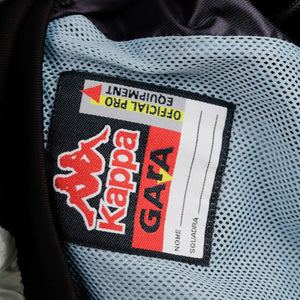 OFFICIAL PRO
EQUIPMENT
Kappa
GARA
NOME
SQUADRA